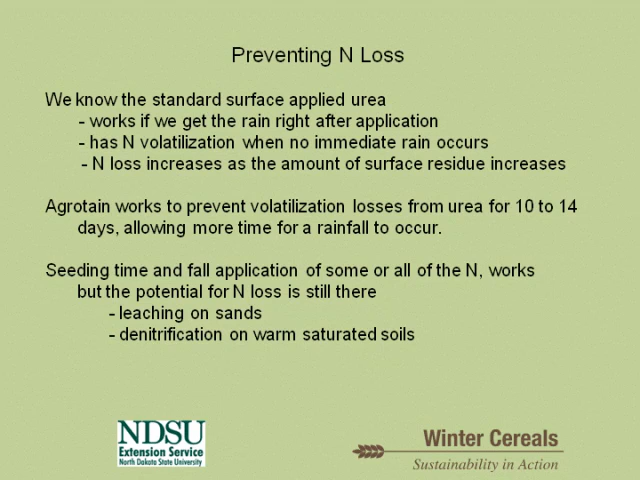 Preventing N Loss
We know the standard surface applied urea
- works if we get the rain right after application
- has N volatilization when no immediate rain occurs
- N loss increases as the amount of surface residue increases
Agrotain works to prevent volatilization losses from urea for 10 to 14
days, allowing more time for a rainfall to occur.
Seeding time and fall application of some or all of the N, works
but the potential for N loss is still there
- leaching on sands
- denitrification on warm saturated soils
NDSU
Extension Service
North Dakota State University
Winter Cereals
Sustainability in Action